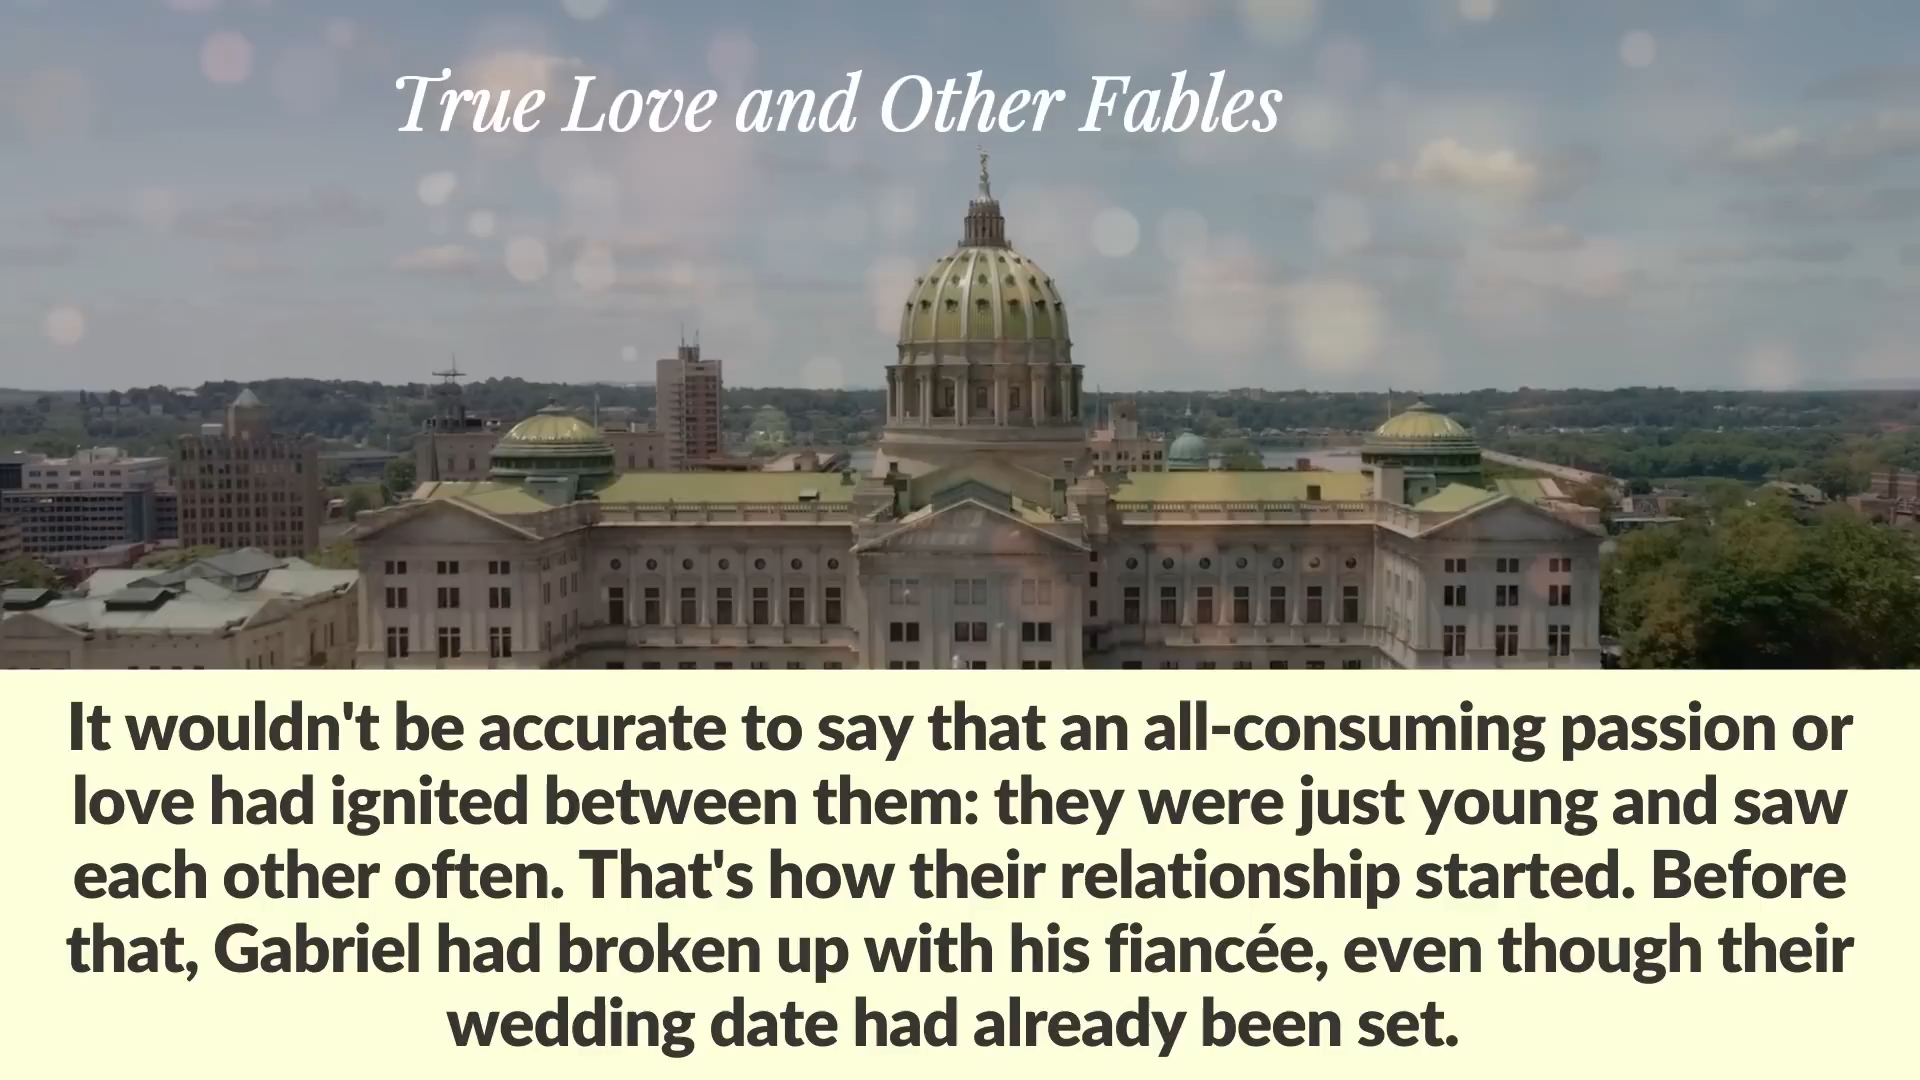 True Love and Other Fables
It wouldn't be accurate to say that an all-consuming passion or
love had ignited between them: they were just young and saw
each other often. That's how their relationship started. Before
that, Gabriel had broken up with his fiancée, even though their
wedding date had already been set.